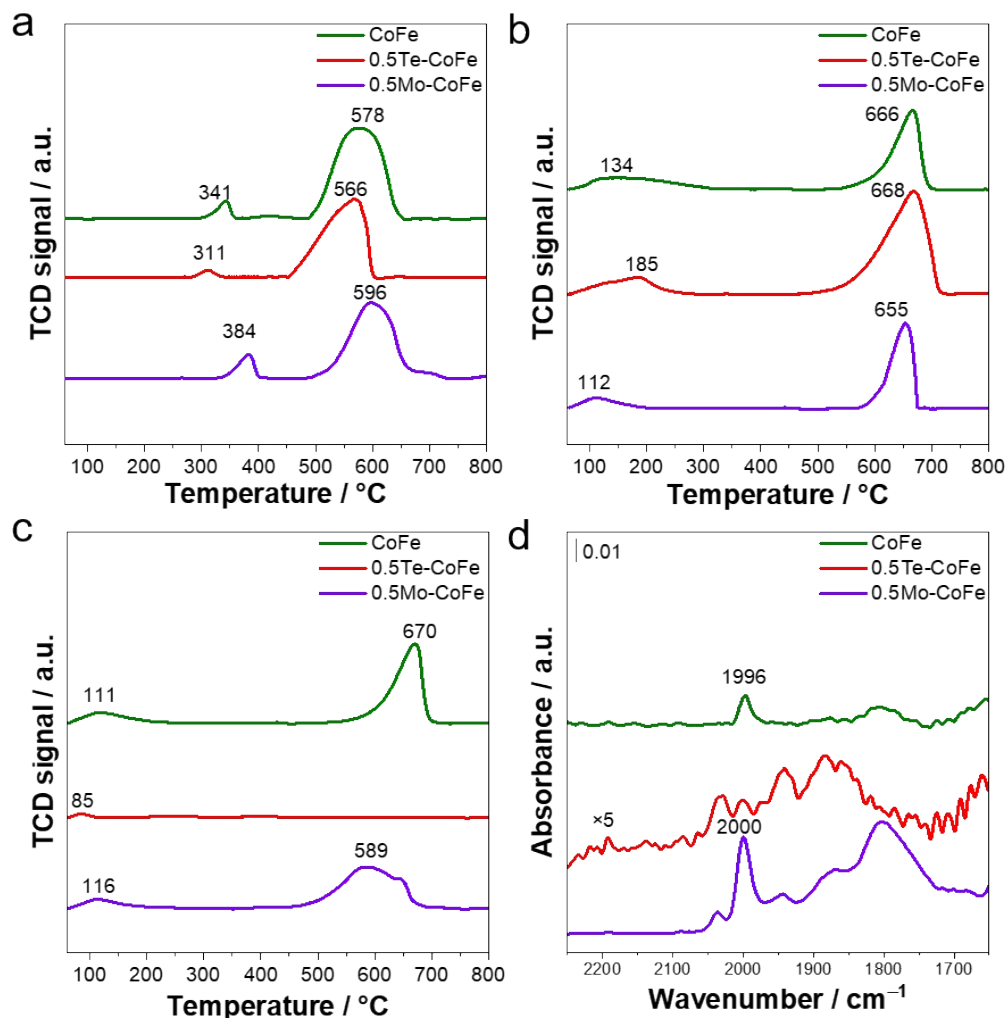 a
CoFe
0.5Te-CoFe
0.5Mo-CoFe
578
341
566
311
596
384
TCD signal / a.u.
100 200 300 400 500 600 700 800
Temperature / °C
b
CoFe
0.5Te-CoFe
0.5Mo-CoFe
666
134
668
185
655
112
TCD signal / a.u.
100 200 300 400 500 600 700 800
Temperature / °C
c
CoFe
0.5Te-CoFe
0.5Mo-CoFe
670
111
85
589
116
TCD signal / a.u.
100 200 300 400 500 600 700 800
Temperature / °C
d
0.01
CoFe
0.5Te-CoFe
0.5Mo-CoFe
1996
×5
2000
Absorbance / a.u.
2200 2100 2000 1900 1800 1700
Wavenumber / cm⁻¹